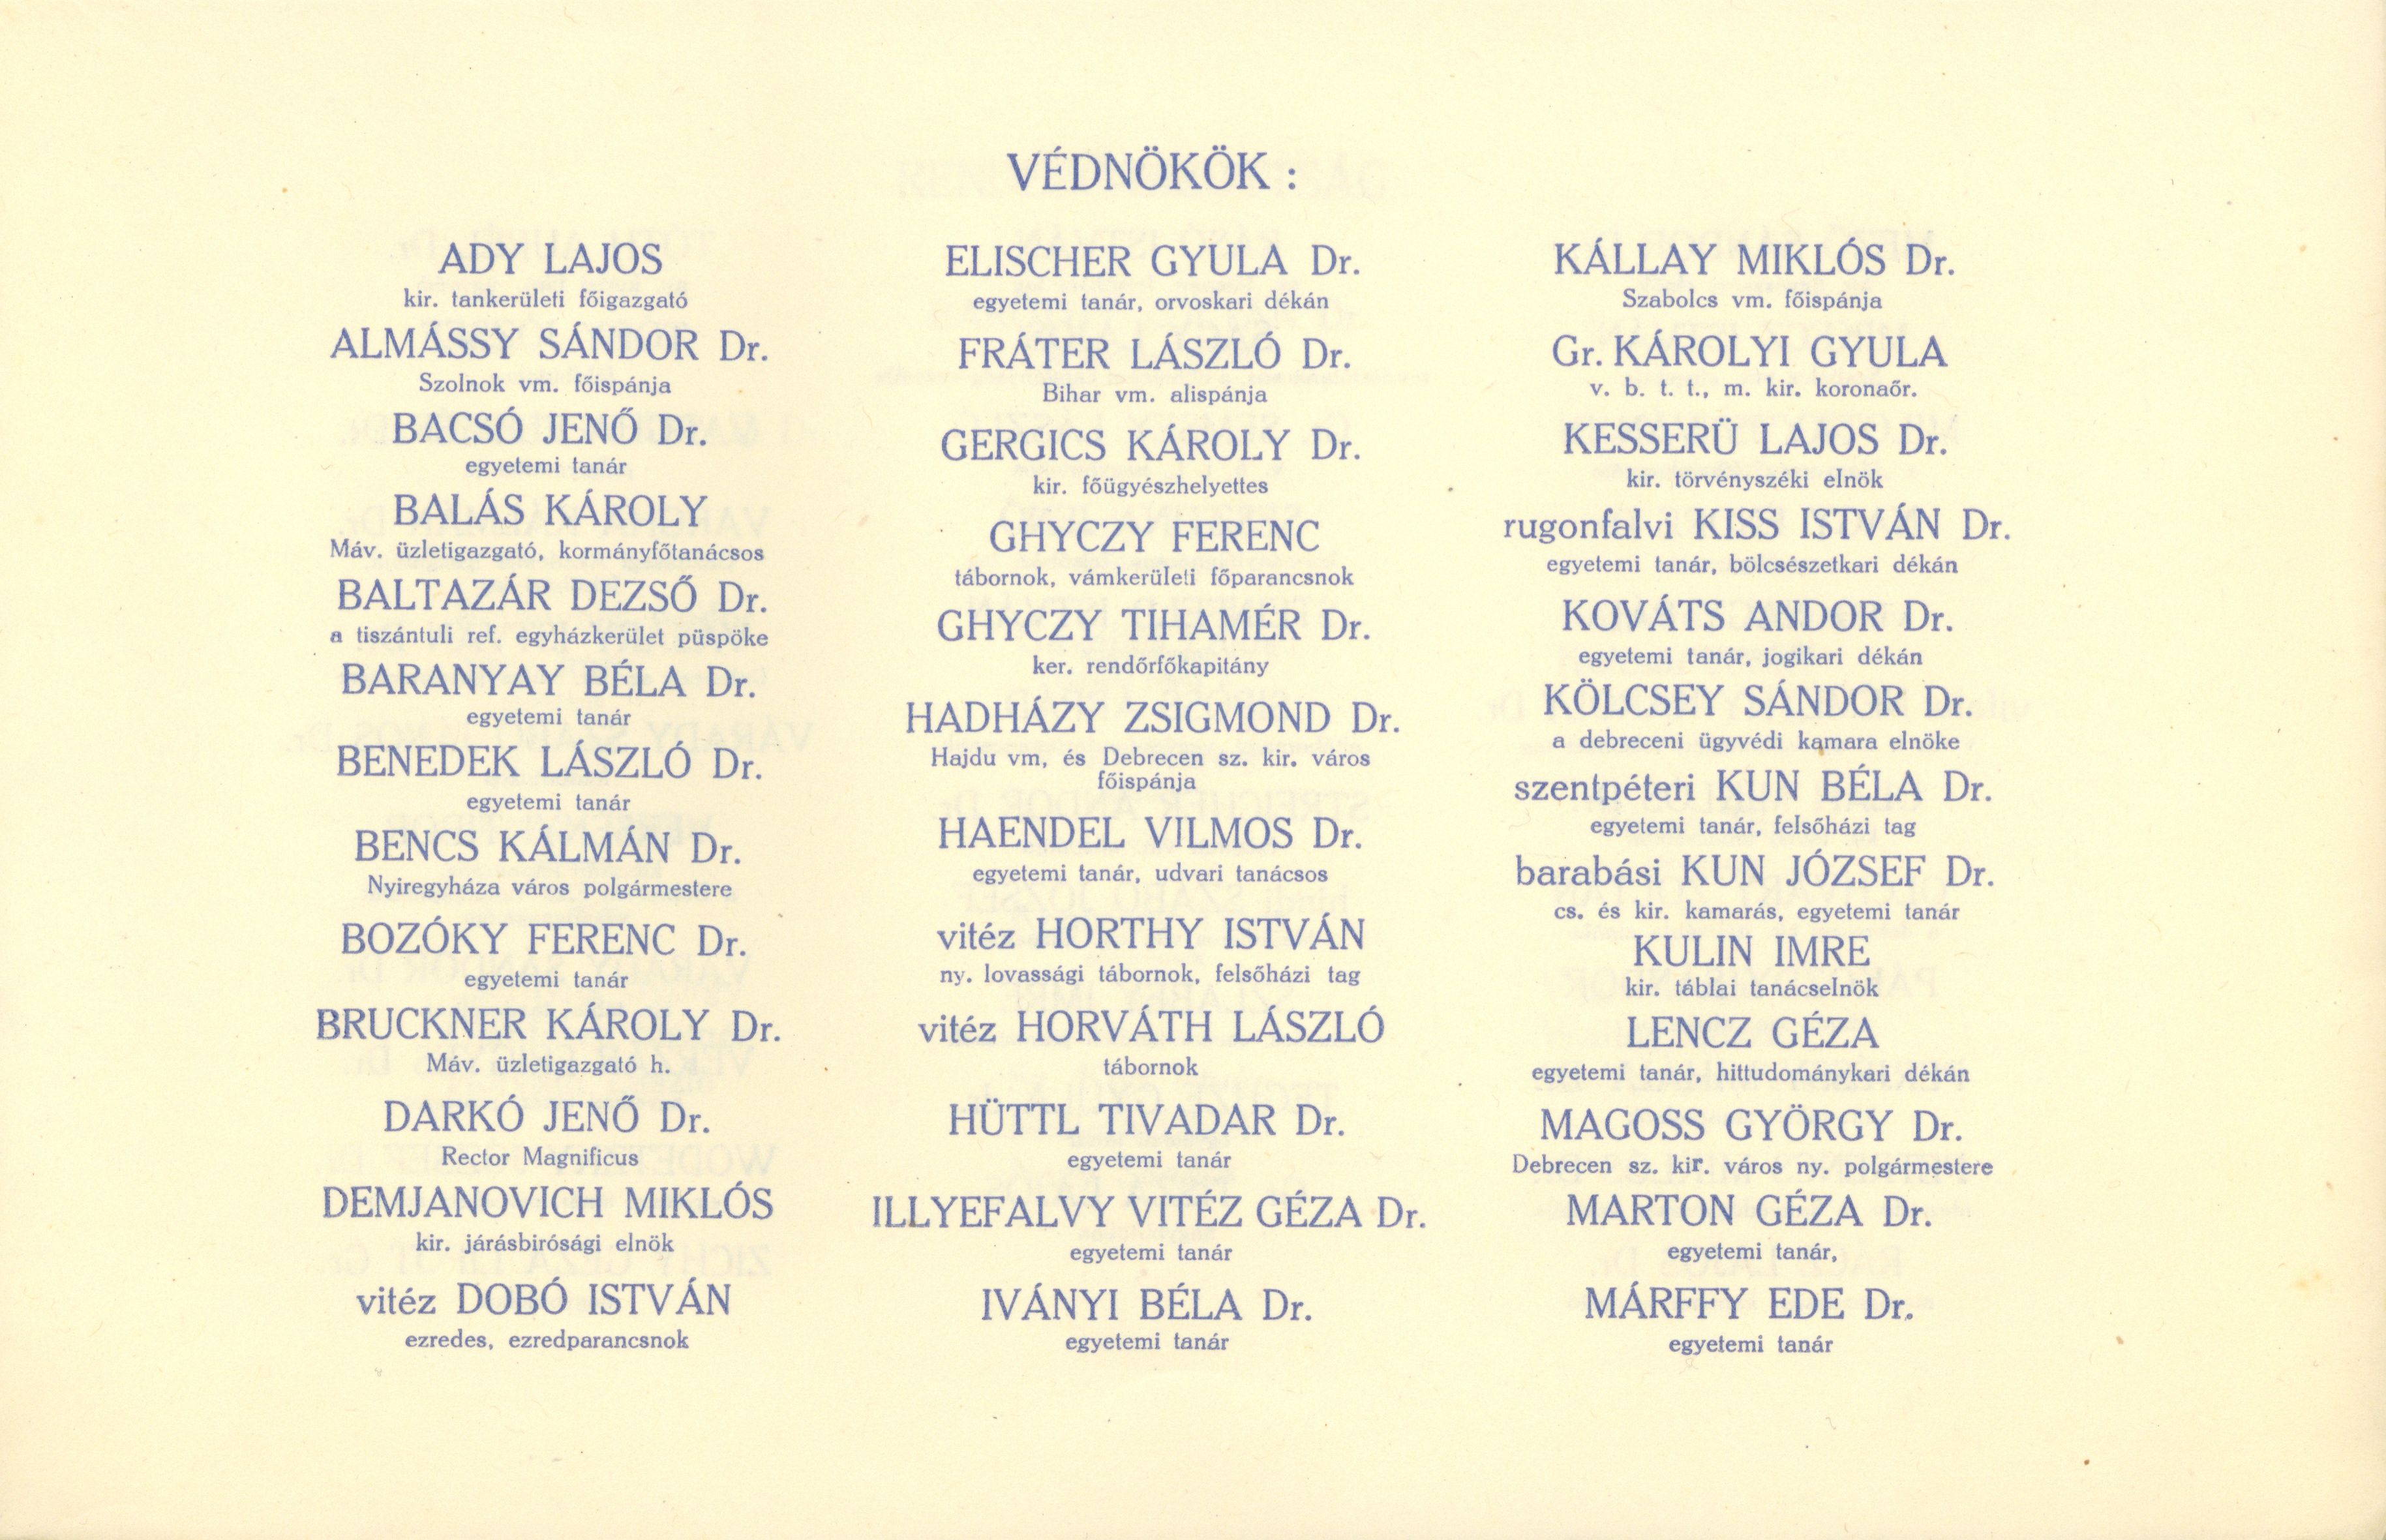 VÉDNÖKÖK :
ADY LAJOS
kir. tankerületi főigazgató
ALMÁSSY SÁNDOR Dr.
Szolnok vm. főispánja
BACSÓ JENŐ Dr.
egyetemi tanár
BALÁS KÁROLY
Máv. üzletigazgató, kormányfőtanácsos
BALTAZÁR DEZSŐ Dr.
a tiszántuli ref. egyházkerület püspöke
BARANYAY BÉLA Dr.
egyetemi tanár
BENEDEK LÁSZLÓ Dr.
egyetemi tanár
BENCS KÁLMÁN Dr.
Nyiregyháza város polgármestere
BOZÓKY FERENC Dr.
egyetemi tanár
BRUCKNER KÁROLY Dr.
Máv. üzletigazgató h.
DARKÓ JENŐ Dr.
Rector Magnificus
DEMJANOVICH MIKLÓS
kir. járásbirósági elnök
vitéz DOBÓ ISTVÁN
ezredes, ezredparancsnok
ELISCHER GYULA Dr.
egyetemi tanár, orvoskari dékán
FRÁTER LÁSZLÓ Dr.
Bihar vm. alispánja
GERGICS KÁROLY Dr.
kir. főügyészhelyettes
GHYCZY FERENC
tábornok, vámkerületi főparancsnok
GHYCZY TIHAMÉR Dr.
ker. rendőrfőkapitány
HADHÁZY ZSIGMOND Dr.
Hajdu vm, és Debrecen sz. kir. város
főispánja
HAENDEL VILMOS Dr.
egyetemi tanár, udvari tanácsos
vitéz HORTHY ISTVÁN
ny. lovassági tábornok, felsőházi tag
vitéz HORVÁTH LÁSZLÓ
tábornok
HÜTTL TIVADAR Dr.
egyetemi tanár
ILLYEFALVY VITÉZ GÉZA Dr.
egyetemi tanár
IVÁNYI BÉLA Dr.
egyetemi tanár
KÁLLAY MIKLÓS Dr.
Szabolcs vm. főispánja
Gr. KÁROLYI GYULA
v. b. t. t., m. kir. koronaőr.
KESSERÜ LAJOS Dr.
kir. törvényszéki elnök
rugonfalvi KISS ISTVÁN Dr.
egyetemi tanár, bölcsészetkari dékán
KOVÁTS ANDOR Dr.
egyetemi tanár, jogikari dékán
KÖLCSEY SÁNDOR Dr.
a debreceni ügyvédi kamara elnöke
szentpéteri KUN BÉLA Dr.
egyetemi tanár, felsőházi tag
barabási KUN JÓZSEF Dr.
cs. és kir. kamarás, egyetemi tanár
KULIN IMRE
kir. táblai tanácselnök
LENCZ GÉZA
egyetemi tanár, hittudománykari dékán
MAGOSS GYÖRGY Dr.
Debrecen sz. kir. város ny. polgármestere
MARTON GÉZA Dr.
egyetemi tanár,
MÁRFFY EDE Dr.
egyetemi tanár